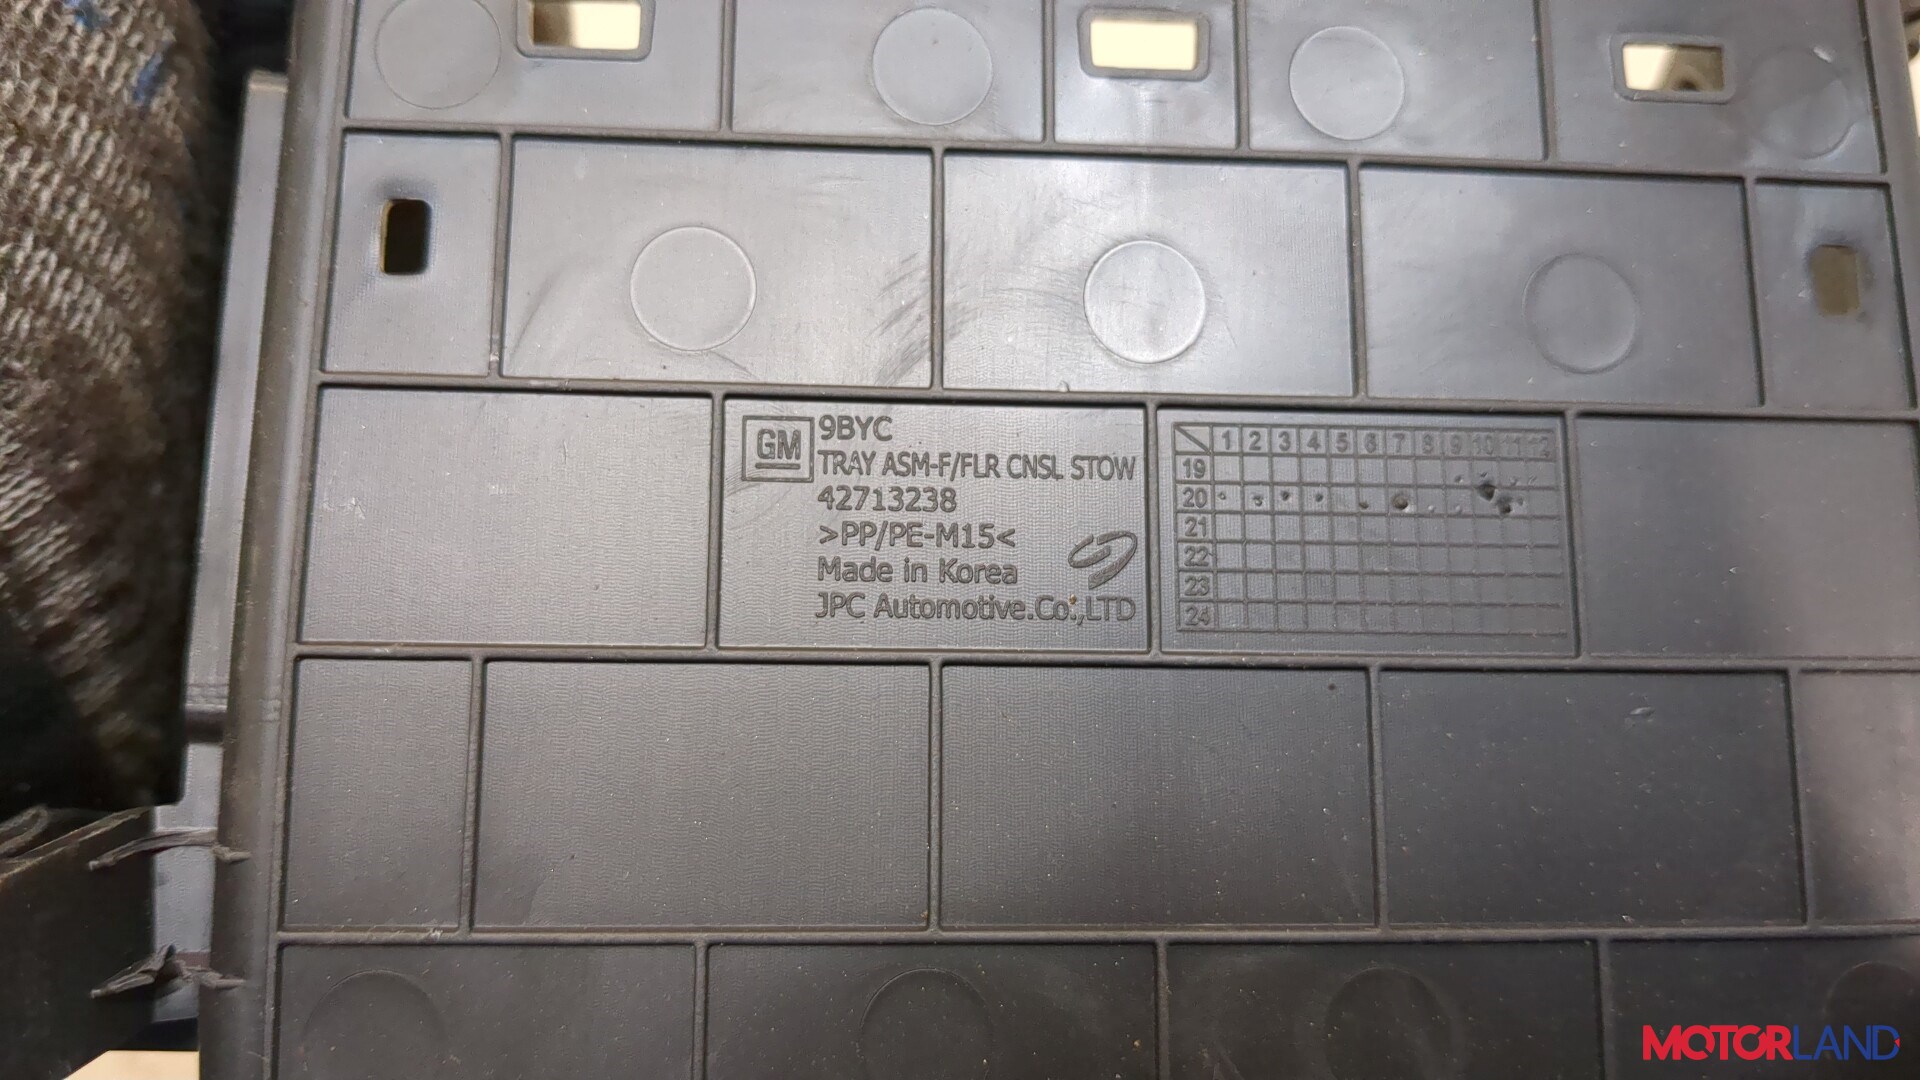 GM
9BYC
TRAY ASM-F/FLR CNSL STOW
42713238
>PP/PE-M15<
Made in Korea
JPC Automotive.Co.,LTD
1 2 3 4 5 6 7 8 9 10 11 12
19
20
21
22
23
24
MOTORLAND